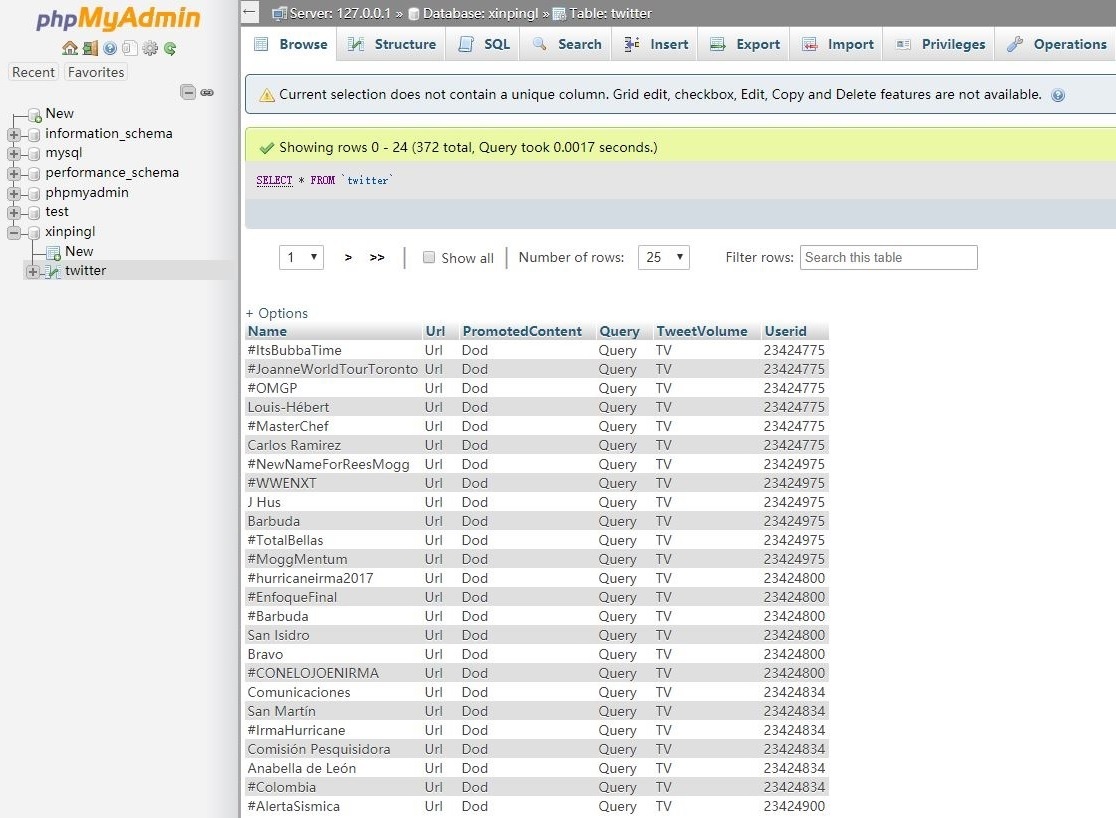 phpMyAdmin
Recent Favorites
New
information_schema
mysql
performance_schema
phpmyadmin
test
xinpingl
New
twitter
Server: 127.0.0.1 » Database: xinpingl » Table: twitter
Browse Structure SQL Search Insert Export Import Privileges Operations
Current selection does not contain a unique column. Grid edit, checkbox, Edit, Copy and Delete features are not available.
Showing rows 0 - 24 (372 total, Query took 0.0017 seconds.)
SELECT * FROM `twitter`
1 > >> Show all Number of rows: 25 Filter rows: Search this table
+ Options
Name Url PromotedContent Query TweetVolume Userid
#ItsBubbaTime Url Dod Query TV 23424775
#JoanneWorldTourToronto Url Dod Query TV 23424775
#OMGP Url Dod Query TV 23424775
Louis-Hébert Url Dod Query TV 23424775
#MasterChef Url Dod Query TV 23424775
Carlos Ramirez Url Dod Query TV 23424775
#NewNameForReesMogg Url Dod Query TV 23424975
#WWENXT Url Dod Query TV 23424975
J Hus Url Dod Query TV 23424975
Barbuda Url Dod Query TV 23424975
#TotalBellas Url Dod Query TV 23424975
#MoggMentum Url Dod Query TV 23424975
#hurricaneirma2017 Url Dod Query TV 23424800
#EnfoqueFinal Url Dod Query TV 23424800
#Barbuda Url Dod Query TV 23424800
San Isidro Url Dod Query TV 23424800
Bravo Url Dod Query TV 23424800
#CONELOJOENIRMA Url Dod Query TV 23424800
Comunicaciones Url Dod Query TV 23424834
San Martín Url Dod Query TV 23424834
#IrmaHurricane Url Dod Query TV 23424834
Comisión Pesquisidora Url Dod Query TV 23424834
Anabella de León Url Dod Query TV 23424834
#Colombia Url Dod Query TV 23424834
#AlertaSismica Url Dod Query TV 23424900